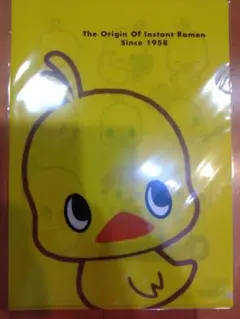 The Origin Of Instant Ramen
Since 1958